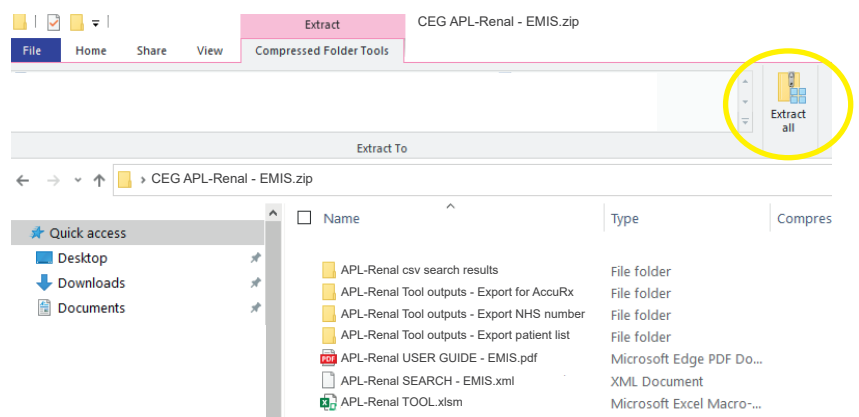 Extract CEG APL-Renal - EMIS.zip
File Home Share View Compressed Folder Tools
Extract all
Extract To
CEG APL-Renal - EMIS.zip
Name Type Compres
Quick access
Desktop
Downloads
Documents
APL-Renal csv search results File folder
APL-Renal Tool outputs - Export for AccuRx File folder
APL-Renal Tool outputs - Export NHS number File folder
APL-Renal Tool outputs - Export patient list File folder
PDF APL-Renal USER GUIDE - EMIS.pdf Microsoft Edge PDF Do...
APL-Renal SEARCH - EMIS.xml XML Document
APL-Renal TOOL.xlsm Microsoft Excel Macro-...